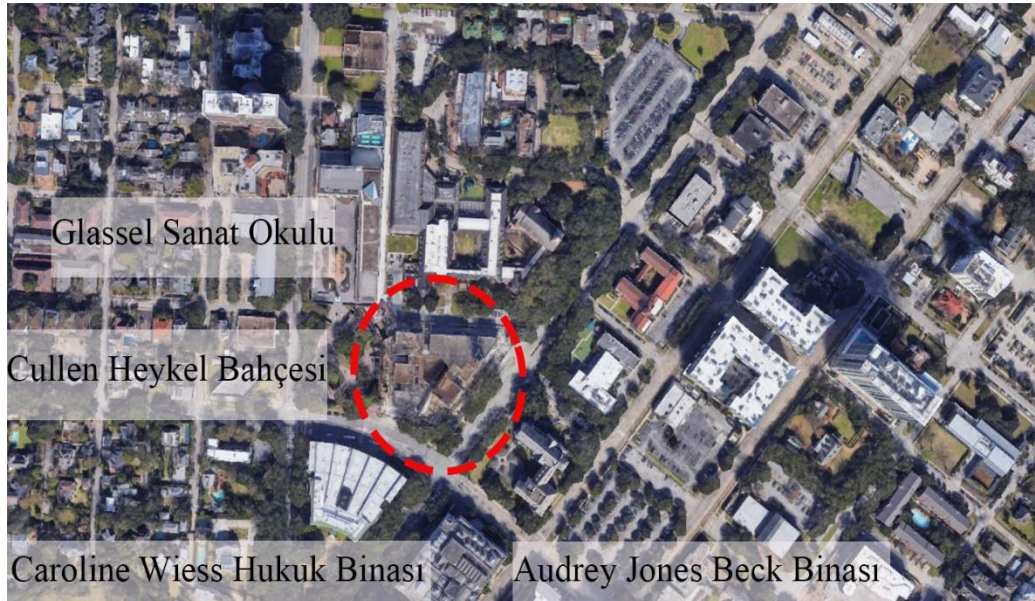 Glassel Sanat Okulu
Cullen Heykel Bahçesi
Caroline Wiess Hukuk Binası
Audrey Jones Beck Binası